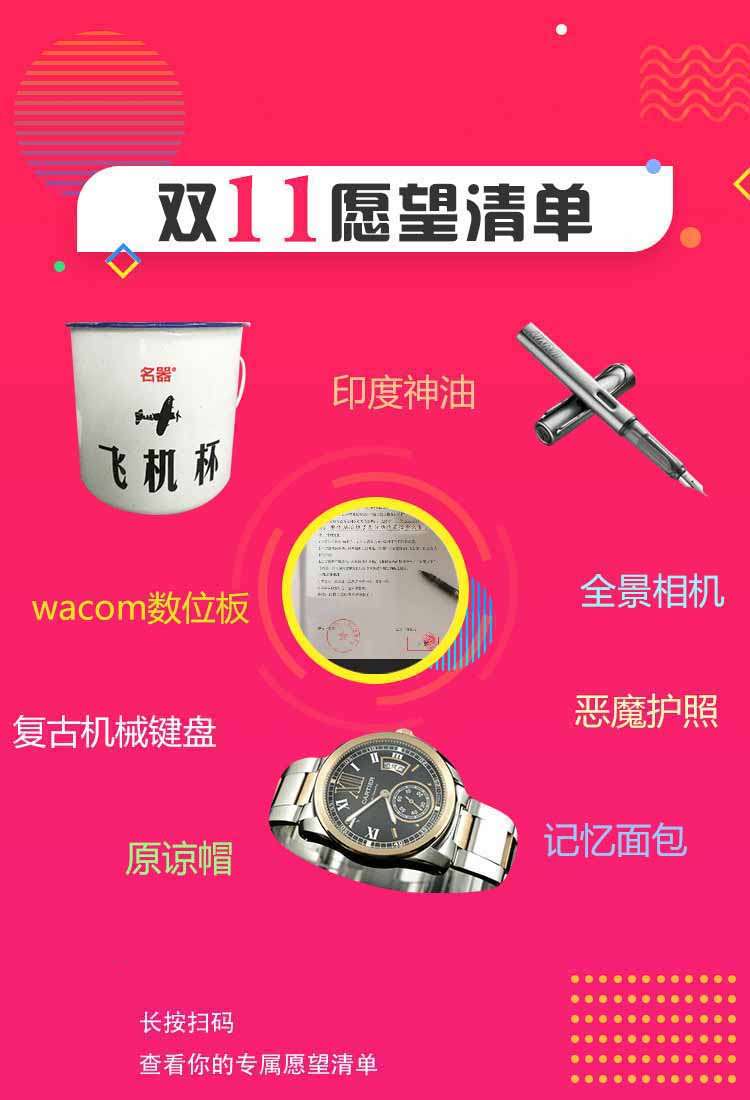 双11愿望清单
名器®
飞机杯
印度神油
wacom数位板
全景相机
复古机械键盘
恶魔护照
CARTIER
原谅帽
记忆面包
长按扫码
查看你的专属愿望清单